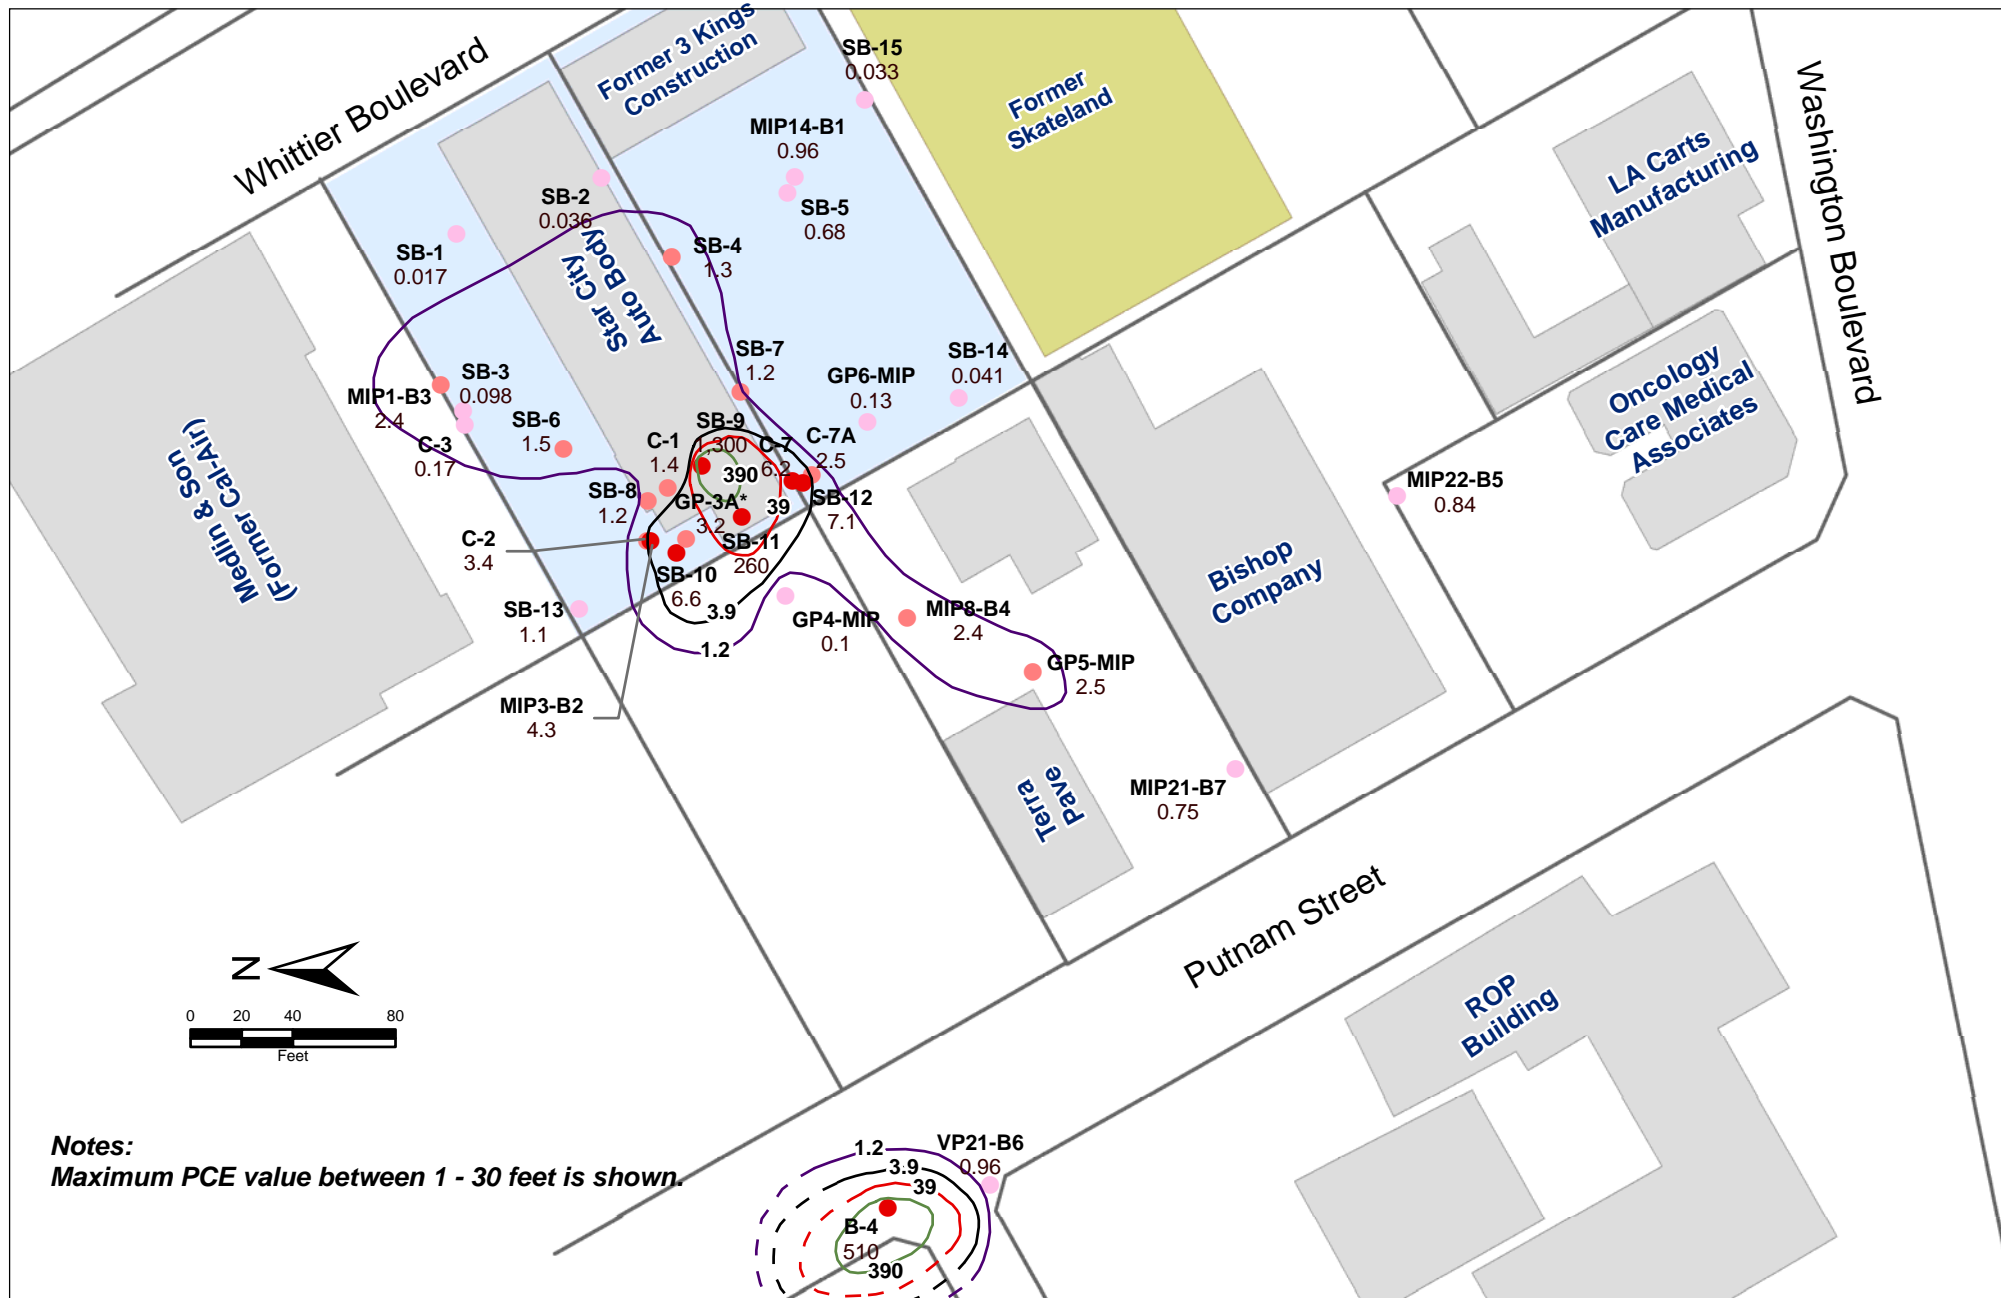 Whittier Boulevard
Former 3 Kings
Construction
SB-15
0.033
Former
Skateland
MIP14-B1
0.96
SB-5
0.68
LA Carts
Manufacturing
Washington Boulevard
SB-2
0.036
SB-1
0.017
SB-4
1.3
Star City
Auto Body
SB-7
1.2
SB-14
0.041
GP6-MIP
0.13
Oncology
Care Medical
Associates
SB-3
0.098
MIP1-B3
2.4
SB-6
1.5
C-3
0.17
C-1
1.4
SB-9
,300
C-7
6.2
C-7A
2.5
390
39
MIP22-B5
0.84
Medlin & Son
(Former Cal-Air)
SB-8
1.2
GP-3A*
3.2
SB-12
7.1
C-2
3.4
SB-11
260
SB-10
6.6
3.9
1.2
SB-13
1.1
GP4-MIP
0.1
MIP8-B4
2.4
Bishop
Company
GP5-MIP
2.5
MIP3-B2
4.3
Terra
Pave
MIP21-B7
0.75
Putnam Street
N
0 20 40 80
Feet
ROP
Building
Notes:
Maximum PCE value between 1 - 30 feet is shown.
1.2
3.9
39
VP21-B6
0.96
B-4
510
390